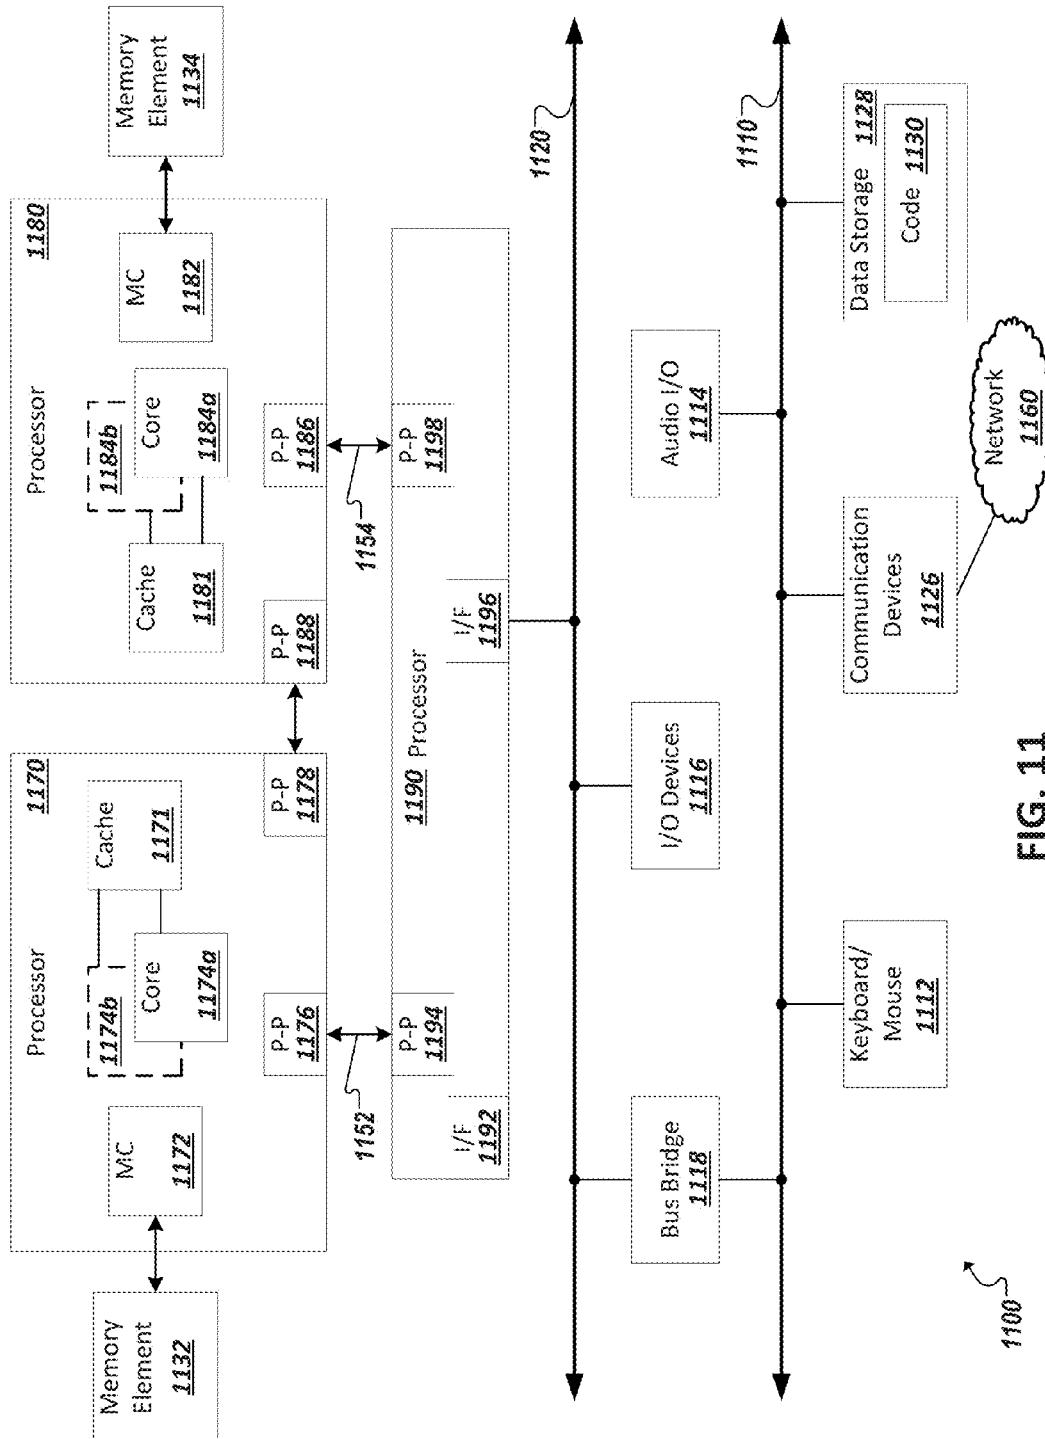 Memory
Element
1132
MC
1172
Processor
1174b
Core
1174a
Cache
1171
1170
P-P
1176
P-P
1178
Processor
1180
Cache
1181
1184b
Core
1184a
MC
1182
P-P
1188
P-P
1186
Memory
Element
1134
1152
1154
I/F
1192
P-P
1194
1190 Processor
I/F
1196
P-P
1198
1120
Bus Bridge
1118
I/O Devices
1116
Audio I/O
1114
1110
Keyboard/
Mouse
1112
Communication
Devices
1126
Data Storage
1128
Code
1130
Network
1160
1100
FIG. 11